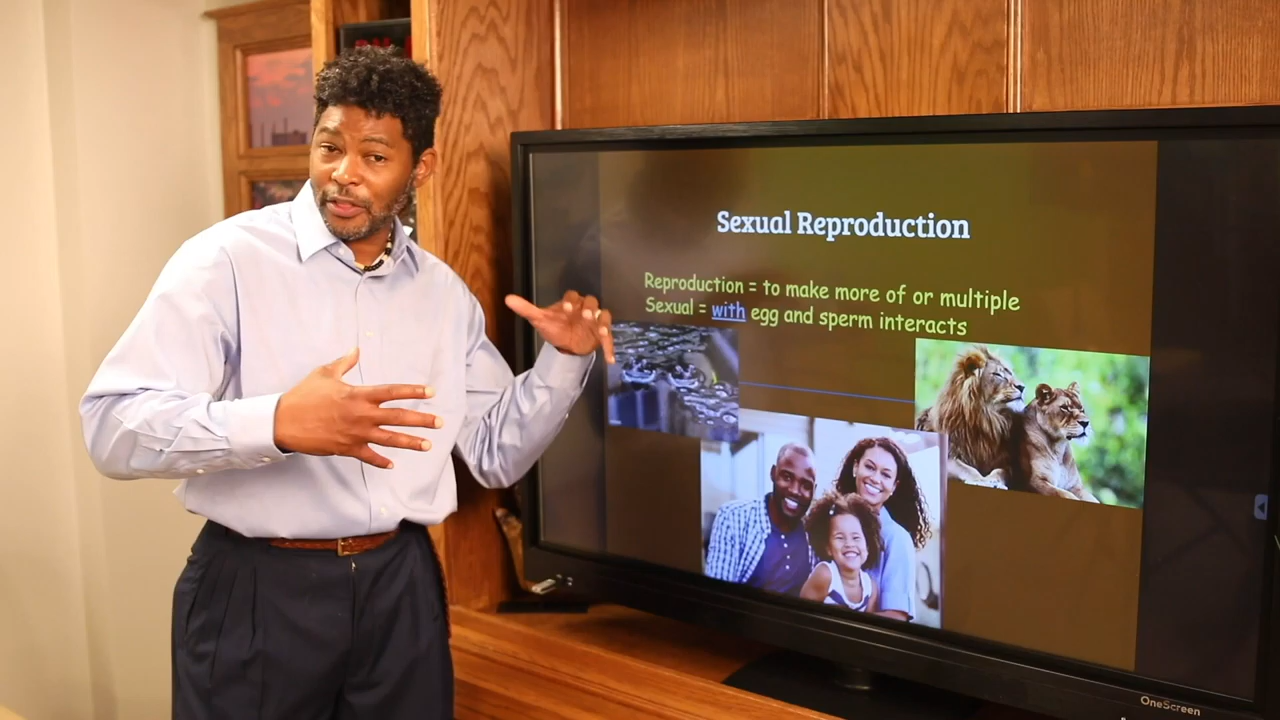 Sexual Reproduction
Reproduction = to make more of or multiple
Sexual = with egg and sperm interacts
OneScreen